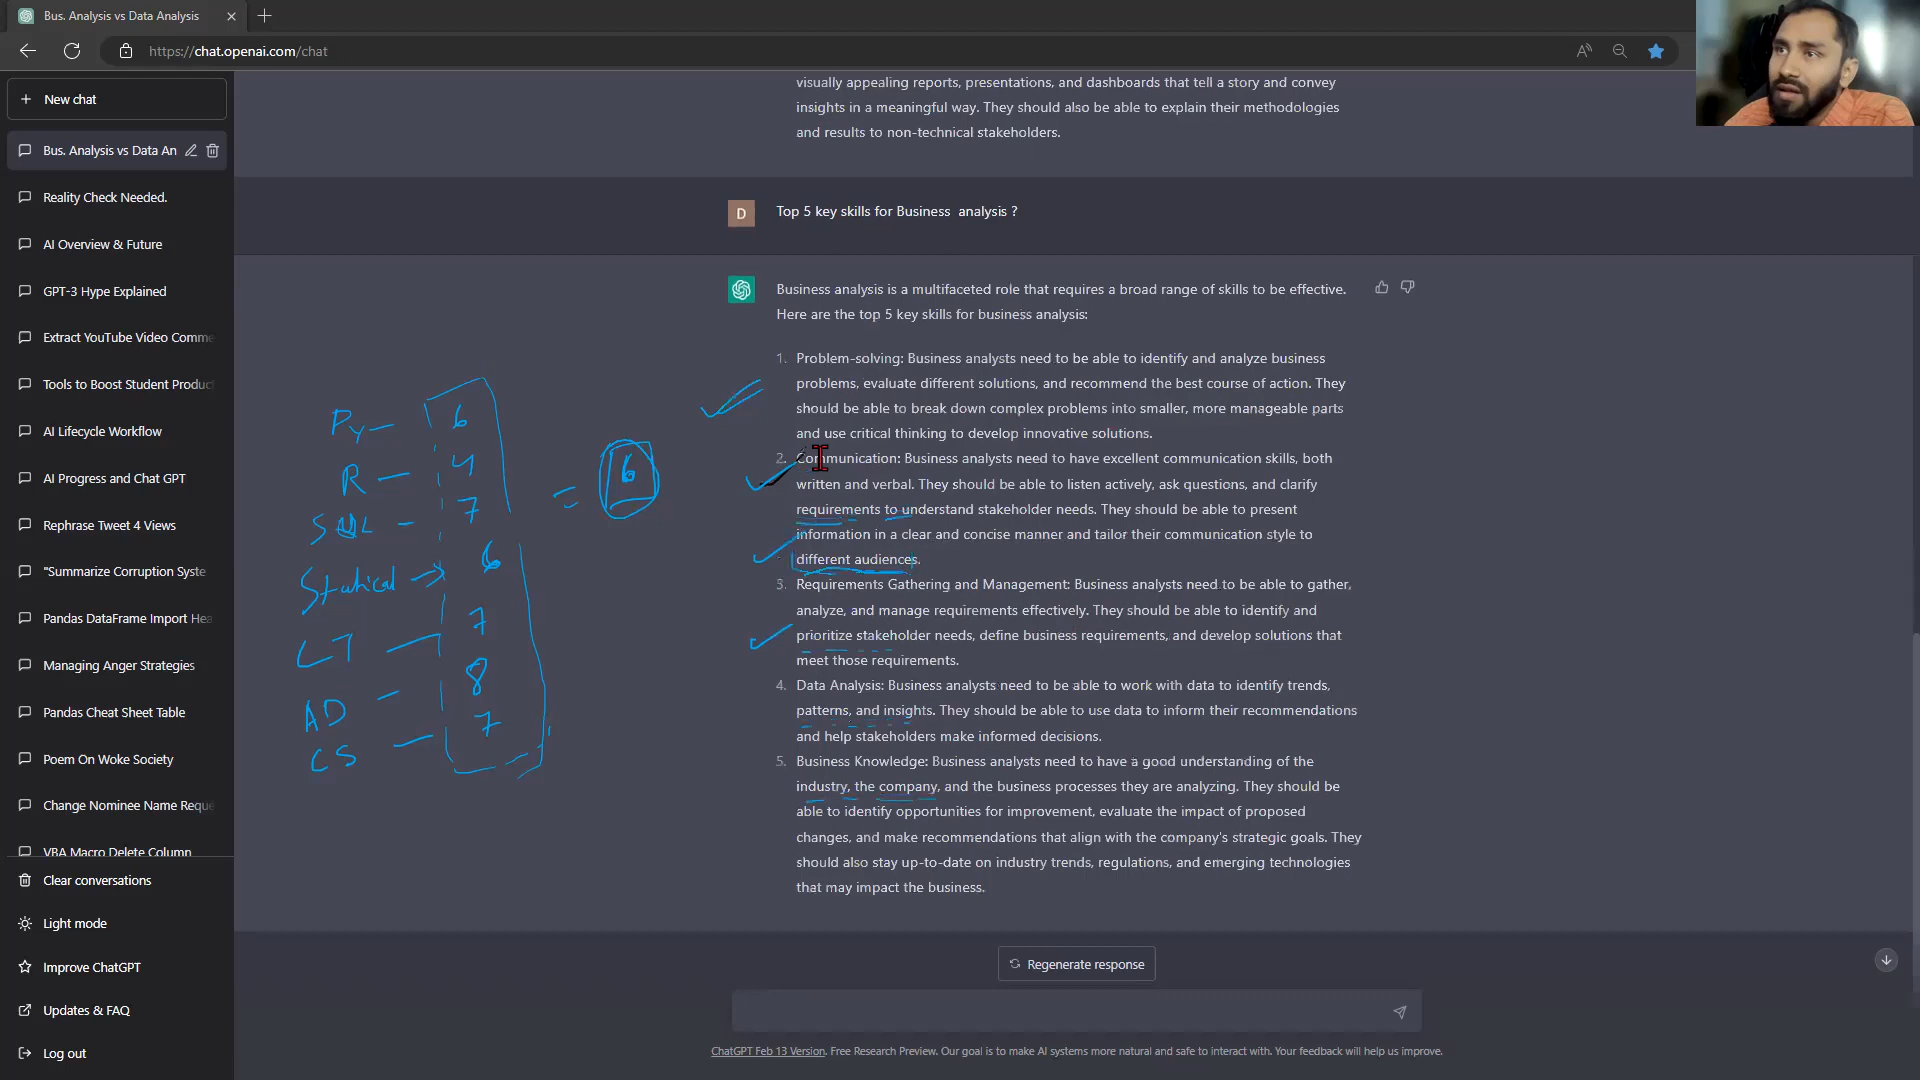 Bus. Analysis vs Data Analysis
https://chat.openai.com/chat
New chat
Bus. Analysis vs Data An
Reality Check Needed.
AI Overview & Future
GPT-3 Hype Explained
Extract YouTube Video Comme
Tools to Boost Student Produc
AI Lifecycle Workflow
AI Progress and Chat GPT
Rephrase Tweet 4 Views
"Summarize Corruption Syste
Pandas DataFrame Import Hea
Managing Anger Strategies
Pandas Cheat Sheet Table
Poem On Woke Society
Change Nominee Name Reque
VBA Macro Delete Column
Clear conversations
Light mode
Improve ChatGPT
Updates & FAQ
Log out
visually appealing reports, presentations, and dashboards that tell a story and convey
insights in a meaningful way. They should also be able to explain their methodologies
and results to non-technical stakeholders.
D
Top 5 key skills for Business analysis ?
Business analysis is a multifaceted role that requires a broad range of skills to be effective.
Here are the top 5 key skills for business analysis:
1. Problem-solving: Business analysts need to be able to identify and analyze business
problems, evaluate different solutions, and recommend the best course of action. They
should be able to break down complex problems into smaller, more manageable parts
and use critical thinking to develop innovative solutions.
2. Communication: Business analysts need to have excellent communication skills, both
written and verbal. They should be able to listen actively, ask questions, and clarify
requirements to understand stakeholder needs. They should be able to present
information in a clear and concise manner and tailor their communication style to
different audiences.
3. Requirements Gathering and Management: Business analysts need to be able to gather,
analyze, and manage requirements effectively. They should be able to identify and
prioritize stakeholder needs, define business requirements, and develop solutions that
meet those requirements.
4. Data Analysis: Business analysts need to be able to work with data to identify trends,
patterns, and insights. They should be able to use data to inform their recommendations
and help stakeholders make informed decisions.
5. Business Knowledge: Business analysts need to have a good understanding of the
industry, the company, and the business processes they are analyzing. They should be
able to identify opportunities for improvement, evaluate the impact of proposed
changes, and make recommendations that align with the company's strategic goals. They
should also stay up-to-date on industry trends, regulations, and emerging technologies
that may impact the business.
Py - 6
R - 4
SQL - 7
= 6
Statical → 6
CT - 7
AD - 8
CS - 7
Regenerate response
ChatGPT Feb 13 Version. Free Research Preview. Our goal is to make AI systems more natural and safe to interact with. Your feedback will help us improve.